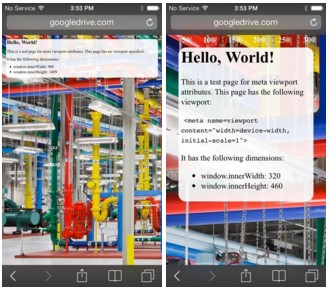 No Service 3:53 PM
googledrive.com
Hello, World!
This is a test page for meta viewport attributes. This page has no viewport specified.
It has the following dimensions:
window.innerWidth: 980
window.innerHeight: 1409
No Service 3:53 PM
googledrive.com
50| 100| 150| 200| 250| 300|
Hello, World!
This is a test page for meta viewport
attributes. This page has the following
viewport:
<meta name=viewport
content="width=device-width,
initial-scale=1">
It has the following dimensions:
window.innerWidth: 320
window.innerHeight: 460